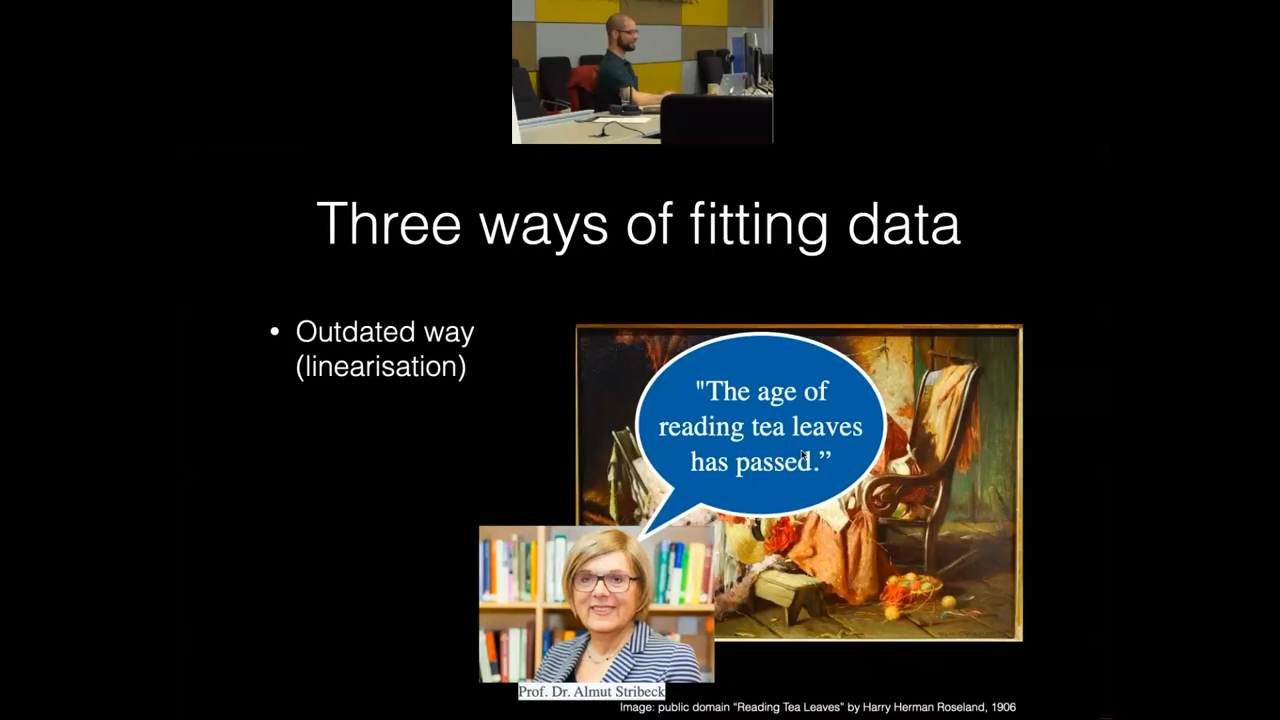 Three ways of fitting data
• Outdated way
(linearisation)
"The age of
reading tea leaves
has passed.”
Prof. Dr. Almut Stribeck
Image: public domain "Reading Tea Leaves" by Harry Herman Roseland, 1906